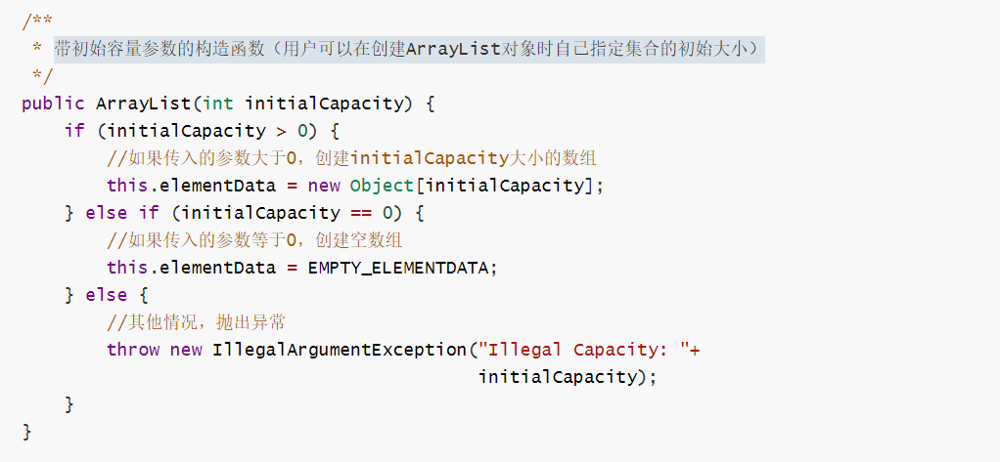 /**
 * 带初始容量参数的构造函数（用户可以在创建ArrayList对象时自己指定集合的初始大小）
 */
public ArrayList(int initialCapacity) {
    if (initialCapacity > 0) {
        //如果传入的参数大于0，创建initialCapacity大小的数组
        this.elementData = new Object[initialCapacity];
    } else if (initialCapacity == 0) {
        //如果传入的参数等于0，创建空数组
        this.elementData = EMPTY_ELEMENTDATA;
    } else {
        //其他情况，抛出异常
        throw new IllegalArgumentException("Illegal Capacity: "+
                                           initialCapacity);
    }
}